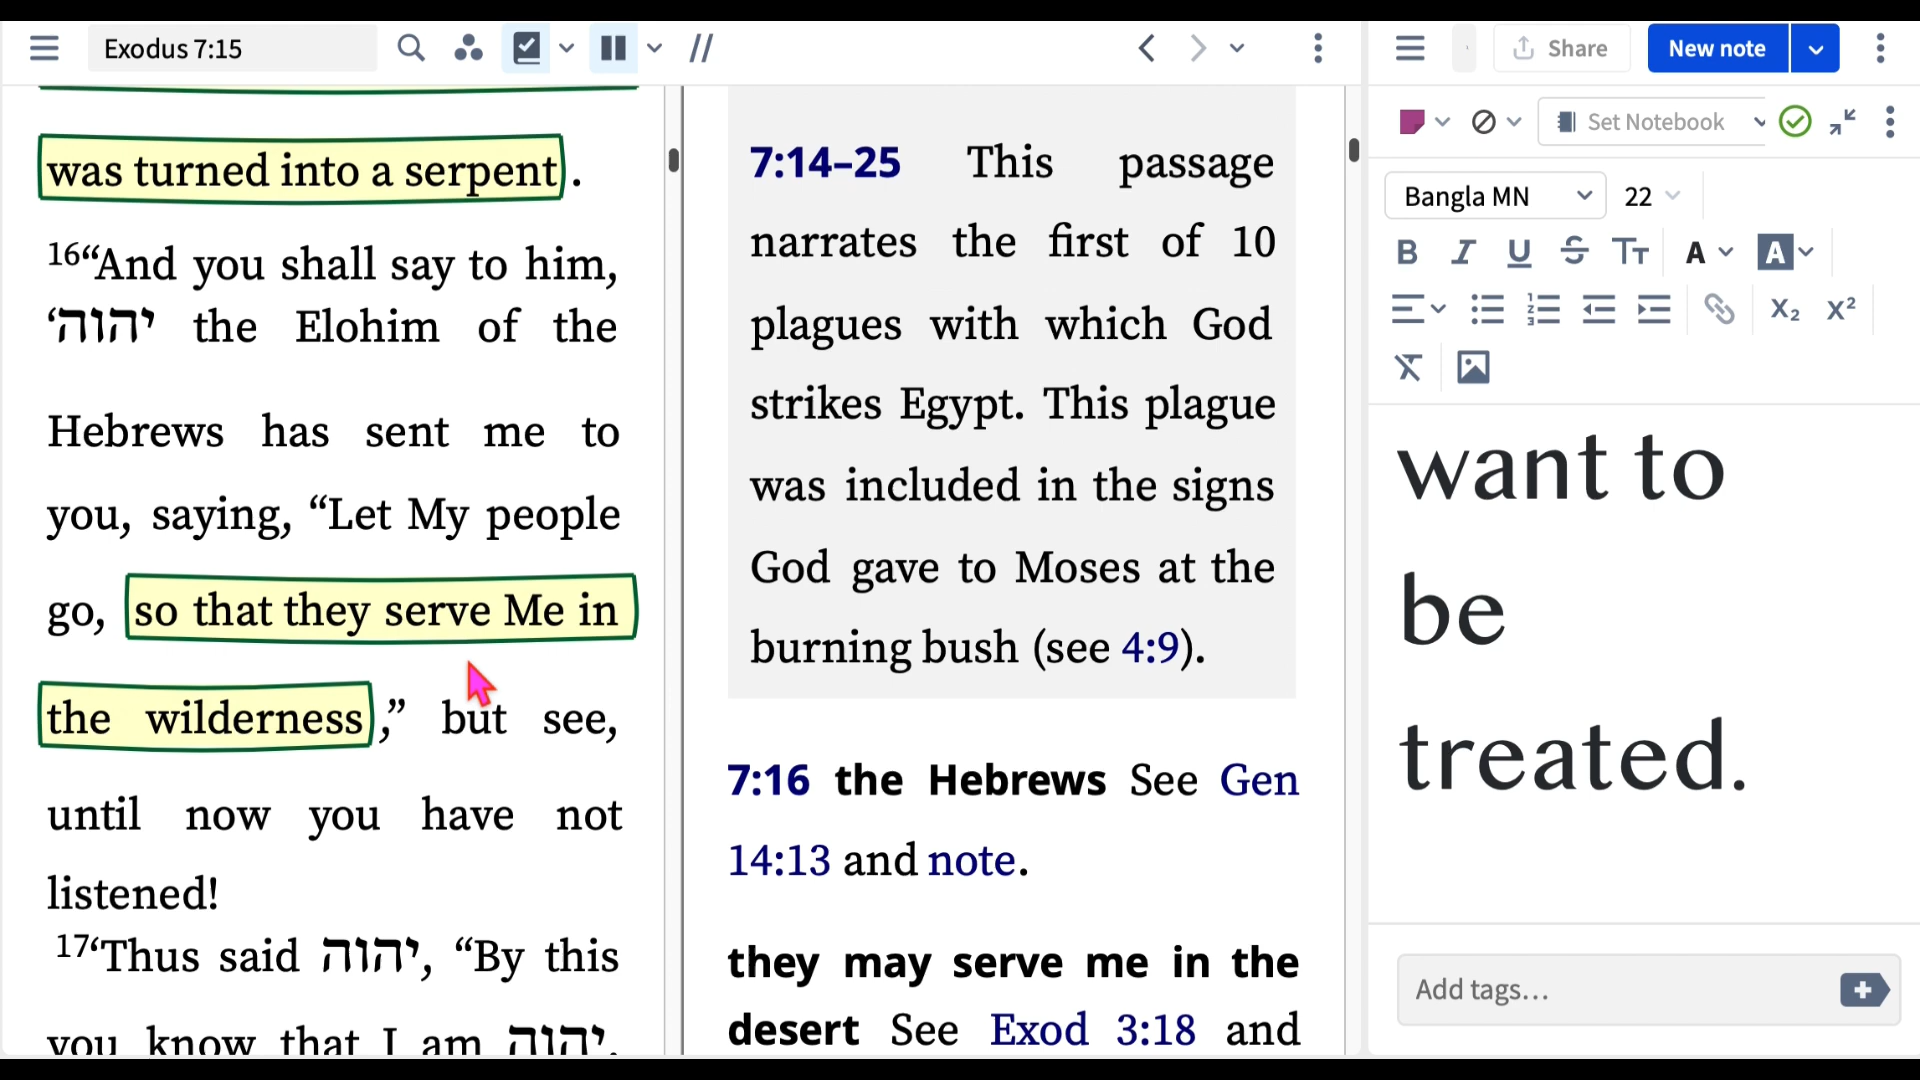 Exodus 7:15
Share
New note
Set Notebook
Bangla MN
22
was turned into a serpent.
16“And you shall say to him,
‘יהוה the Elohim of the
Hebrews has sent me to
you, saying, “Let My people
go, so that they serve Me in
the wilderness,” but see,
until now you have not
listened!
17‘Thus said יהוה, “By this
you know that I am יהוה.
7:14–25 This passage
narrates the first of 10
plagues with which God
strikes Egypt. This plague
was included in the signs
God gave to Moses at the
burning bush (see 4:9).
7:16 the Hebrews See Gen
14:13 and note.
they may serve me in the
desert See Exod 3:18 and
want to
be
treated.
Add tags...